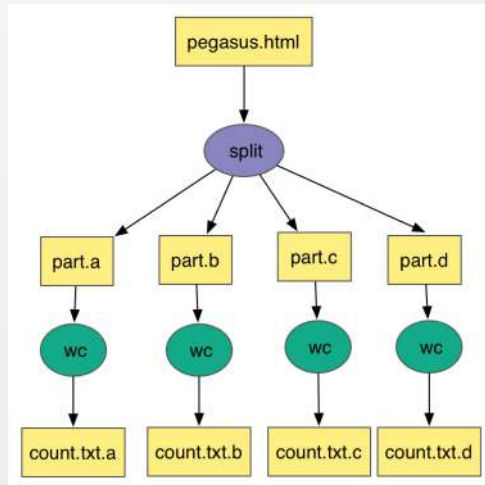 pegasus.html
split
part.a
part.b
part.c
part.d
wc
wc
wc
wc
count.txt.a
count.txt.b
count.txt.c
count.txt.d